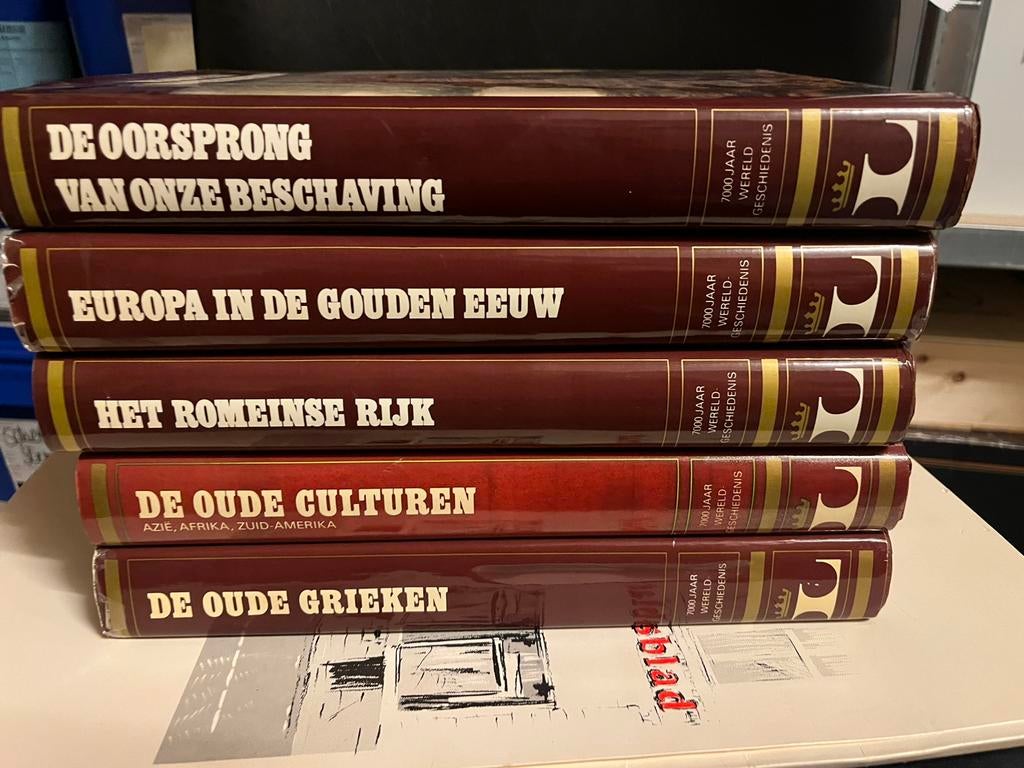 DE OORSPRONG
VAN ONZE BESCHAVING
7000 JAAR
WERELD
GESCHIEDENIS
EUROPA IN DE GOUDEN EEUW
7000 JAAR
WERELD-
GESCHIEDENIS
HET ROMEINSE RIJK
7000 JAAR
WERELD-
GESCHIEDENIS
DE OUDE CULTUREN
AZIË, AFRIKA, ZUID-AMERIKA
7000 JAAR
WERELD-
GESCHIEDENIS
DE OUDE GRIEKEN
7000 JAAR
WERELD-
GESCHIEDENIS